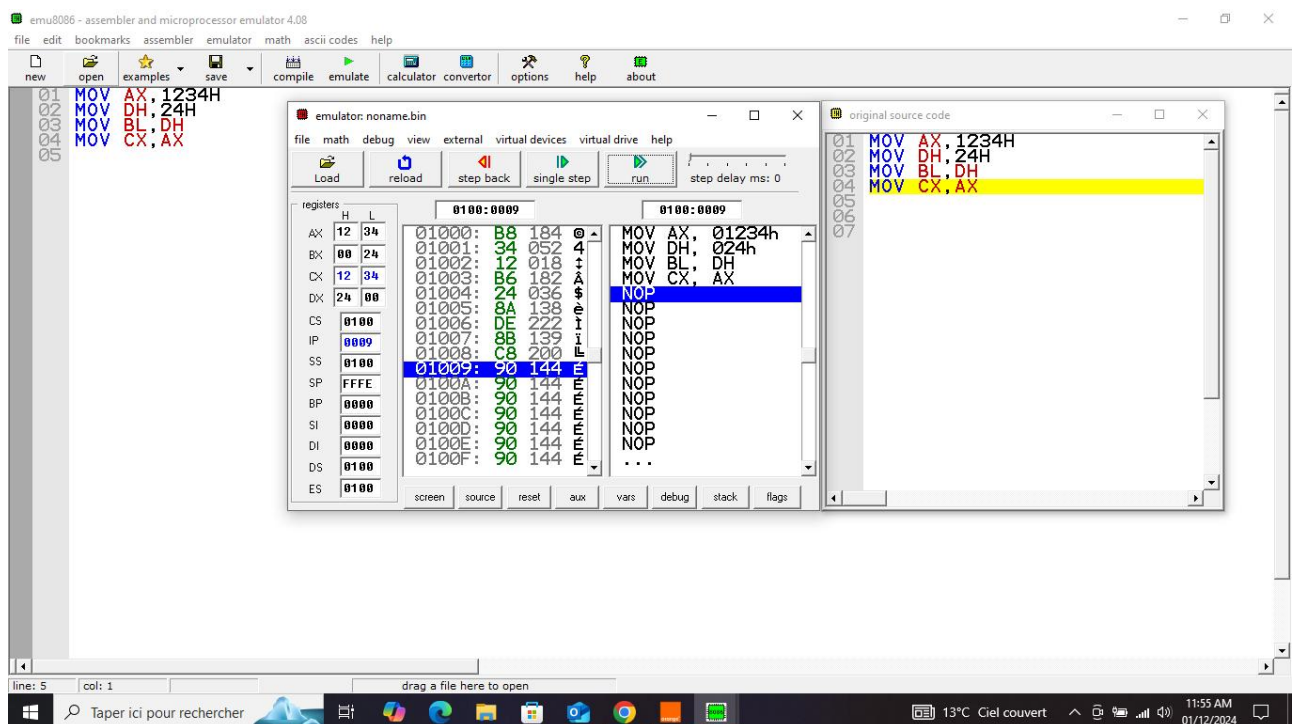 emu8086 - assembler and microprocessor emulator 4.08
file edit bookmarks assembler emulator math ascii codes help
new open examples save compile emulate calculator convertor options help about
01 MOV AX,1234H
02 MOV DH,24H
03 MOV BL,DH
04 MOV CX,AX
05
emulator: noname.bin
file math debug view external virtual devices virtual drive help
Load reload step back single step run step delay ms: 0
registers
H L
AX 12 34
BX 00 24
CX 12 34
DX 24 00
CS 0100
IP 0009
SS 0100
SP FFFE
BP 0000
SI 0000
DI 0000
DS 0100
ES 0100
0100:0009
01000: B8 184 ©
01001: 34 052 4
01002: 12 018 ↕
01003: B6 182 Â
01004: 24 036 $
01005: 8A 138 è
01006: DE 222 Ì
01007: 8B 139 ï
01008: C8 200 ╚
01009: 90 144 É
0100A: 90 144 É
0100B: 90 144 É
0100C: 90 144 É
0100D: 90 144 É
0100E: 90 144 É
0100F: 90 144 É
0100:0009
MOV AX, 01234h
MOV DH, 024h
MOV BL, DH
MOV CX, AX
NOP
NOP
NOP
NOP
NOP
NOP
NOP
NOP
NOP
NOP
NOP
...
screen source reset aux vars debug stack flags
original source code
01 MOV AX,1234H
02 MOV DH,24H
03 MOV BL,DH
04 MOV CX,AX
05
06
07
line: 5 col: 1 drag a file here to open
Taper ici pour rechercher
13°C Ciel couvert
11:55 AM
01/12/2024